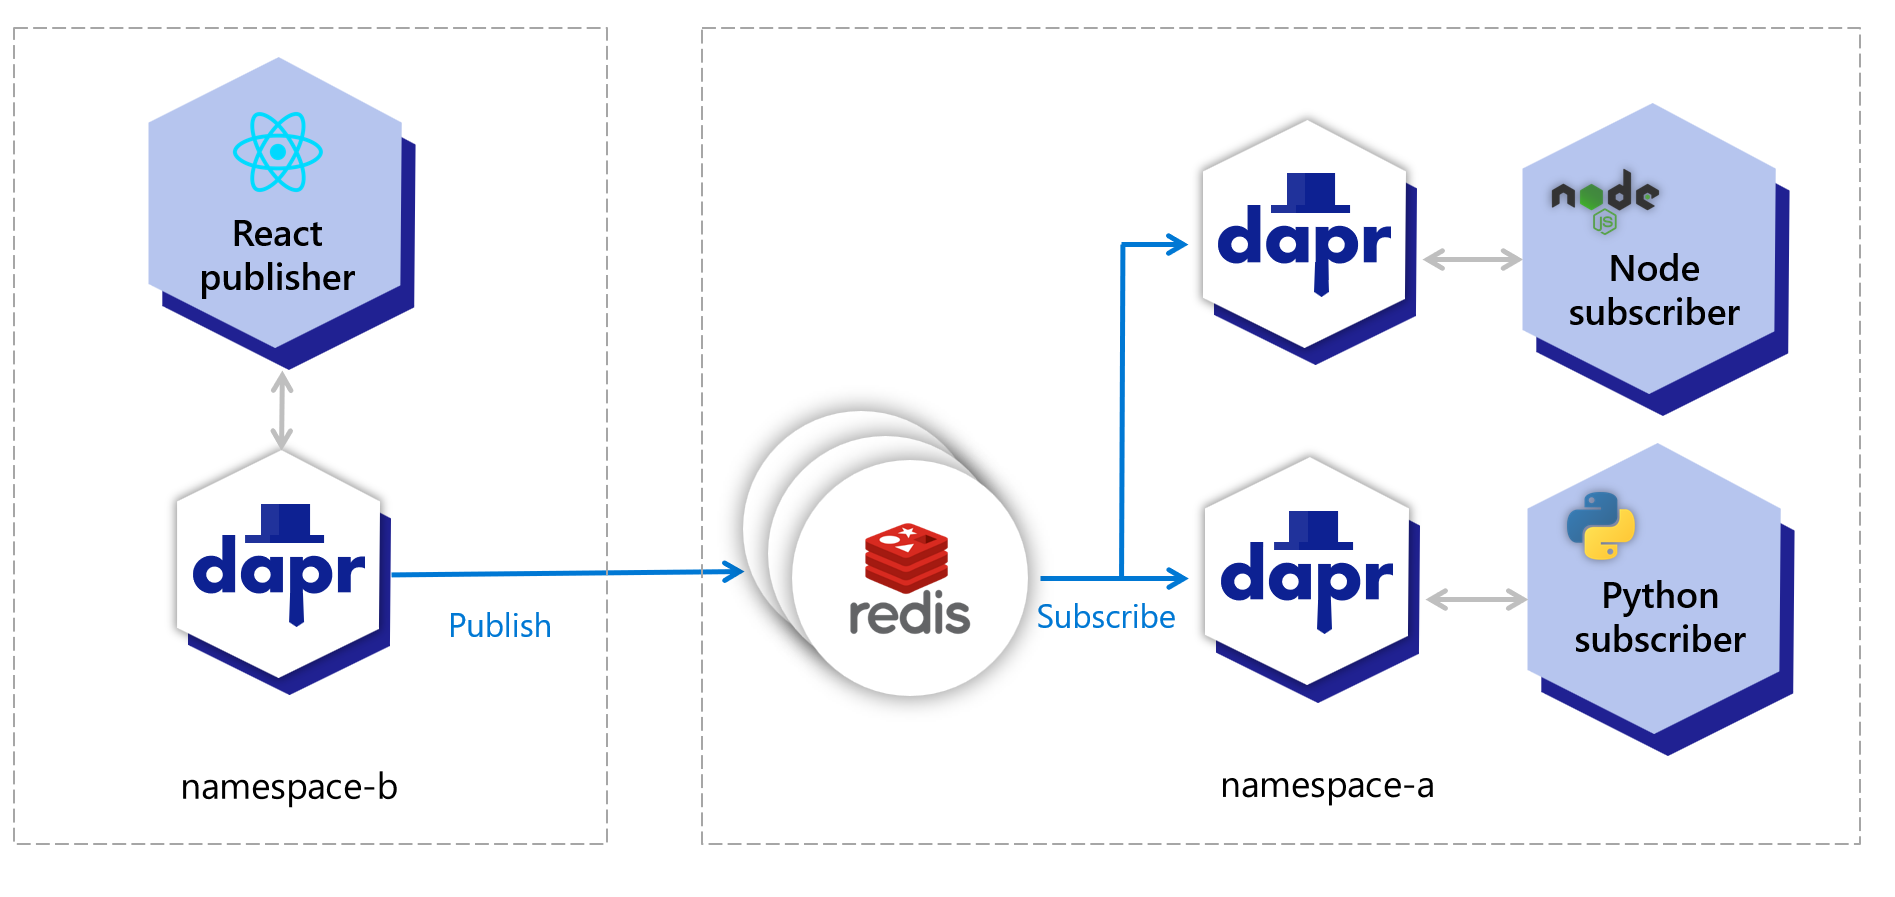 React
publisher
dapr
Publish
namespace-b
redis
Subscribe
dapr
node
JS
Node
subscriber
dapr
Python
subscriber
namespace-a